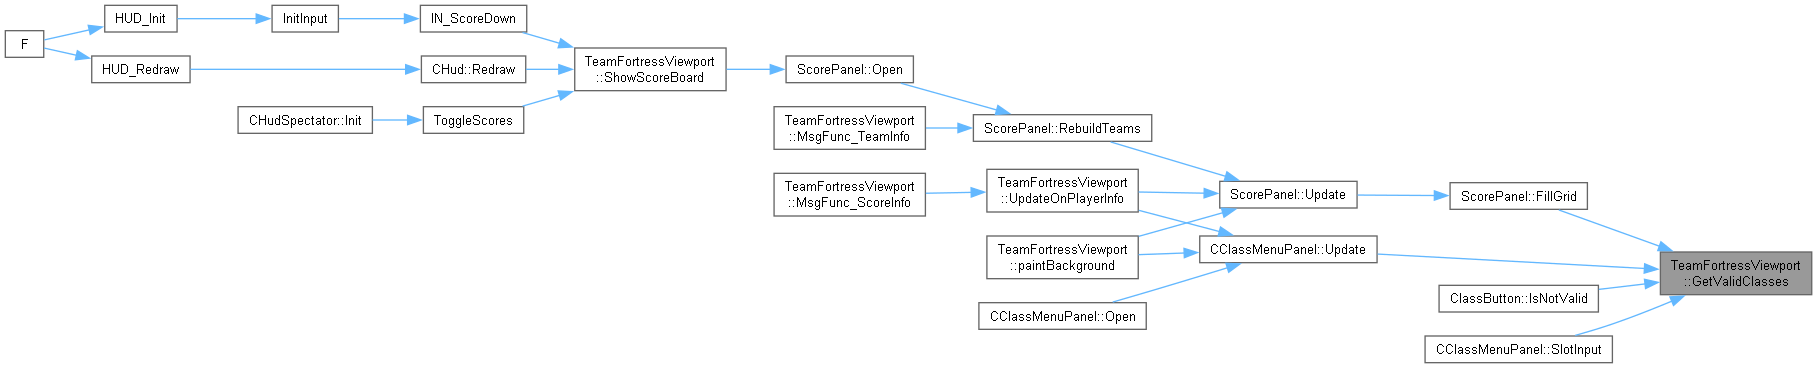 F
HUD_Init
HUD_Redraw
InitInput
CHudSpectator::Init
IN_ScoreDown
CHud::Redraw
ToggleScores
TeamFortressViewport
::ShowScoreBoard
ScorePanel::Open
TeamFortressViewport
::MsgFunc_TeamInfo
TeamFortressViewport
::MsgFunc_ScoreInfo
ScorePanel::RebuildTeams
TeamFortressViewport
::UpdateOnPlayerInfo
TeamFortressViewport
::paintBackground
CClassMenuPanel::Open
ScorePanel::Update
CClassMenuPanel::Update
ScorePanel::FillGrid
ClassButton::IsNotValid
CClassMenuPanel::SlotInput
TeamFortressViewport
::GetValidClasses